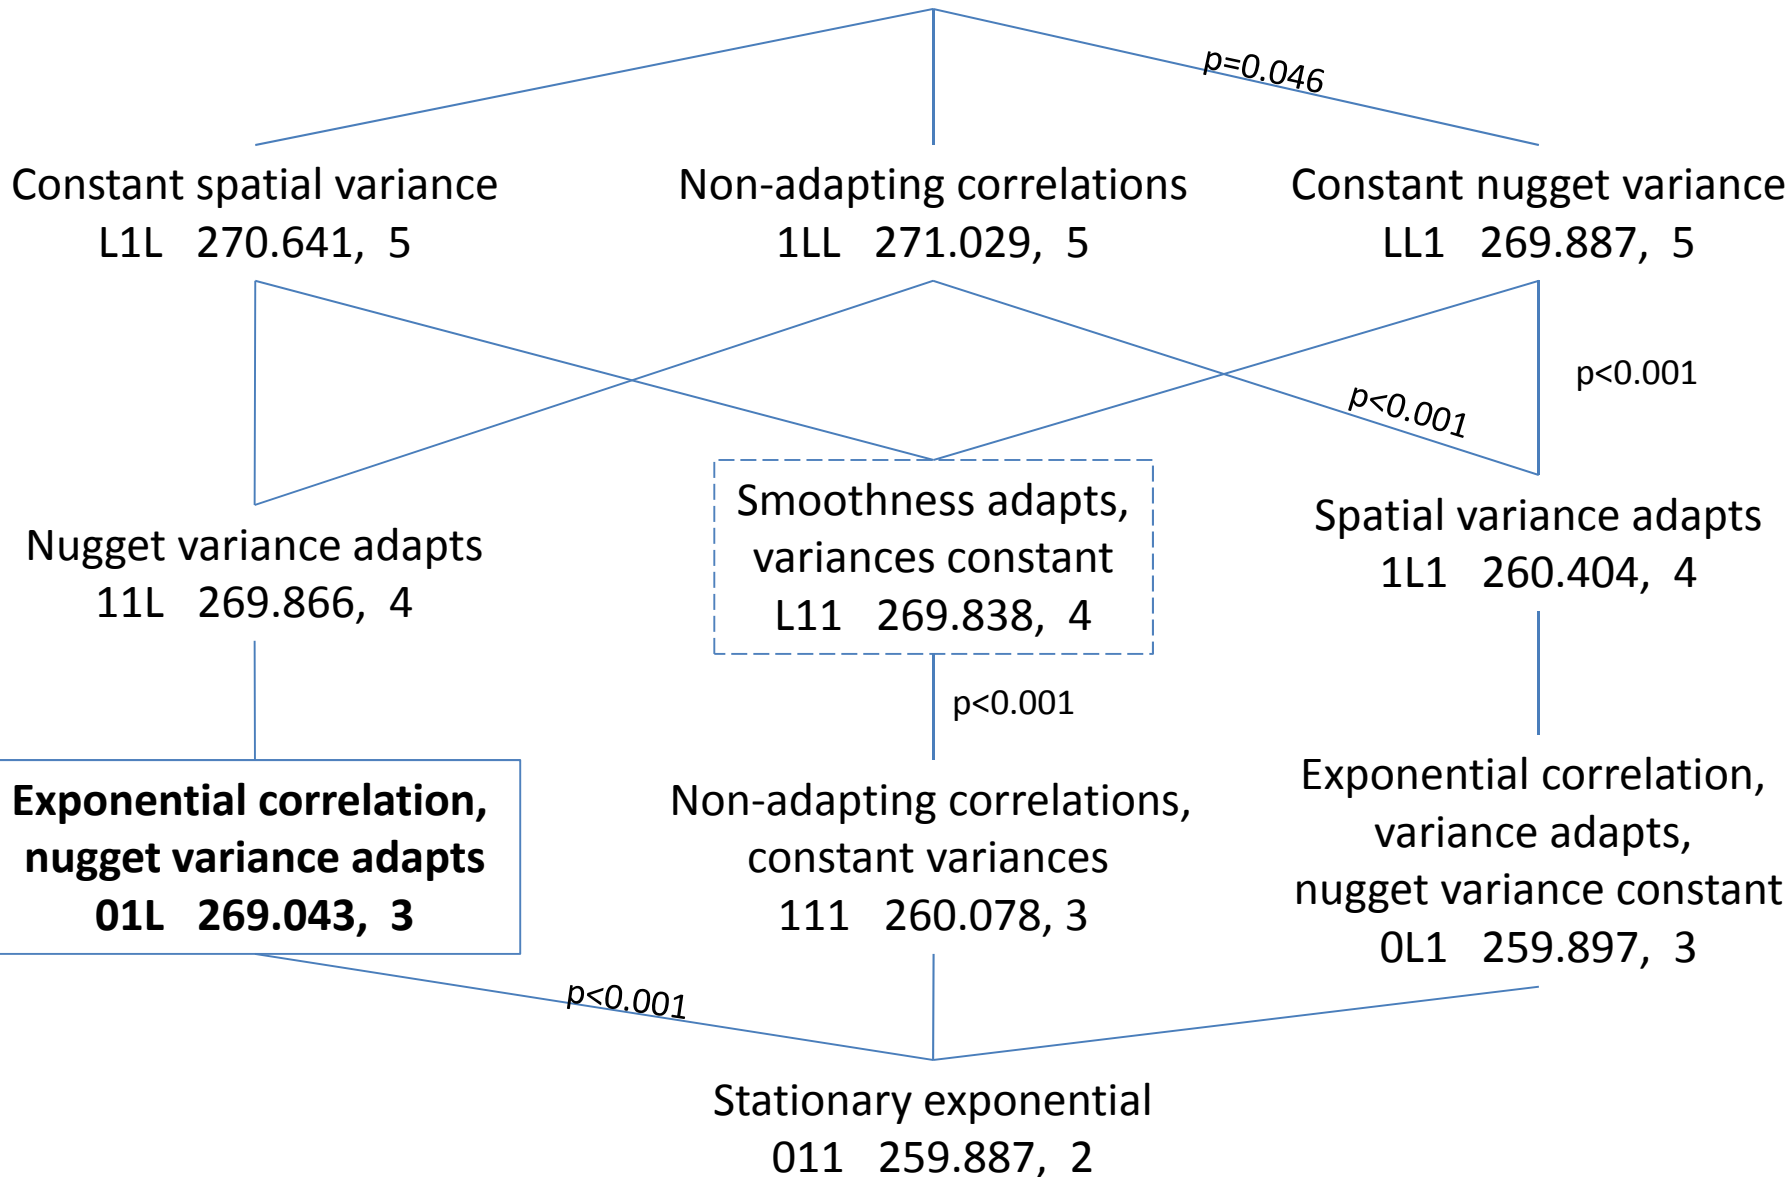 p=0.046
Constant spatial variance
L1L 270.641, 5
Non-adapting correlations
1LL 271.029, 5
Constant nugget variance
LL1 269.887, 5
p<0.001
p<0.001
Nugget variance adapts
11L 269.866, 4
Smoothness adapts,
variances constant
L11 269.838, 4
Spatial variance adapts
1L1 260.404, 4
p<0.001
Exponential correlation,
nugget variance adapts
01L 269.043, 3
Non-adapting correlations,
constant variances
111 260.078, 3
Exponential correlation,
variance adapts,
nugget variance constant
0L1 259.897, 3
p<0.001
Stationary exponential
011 259.887, 2